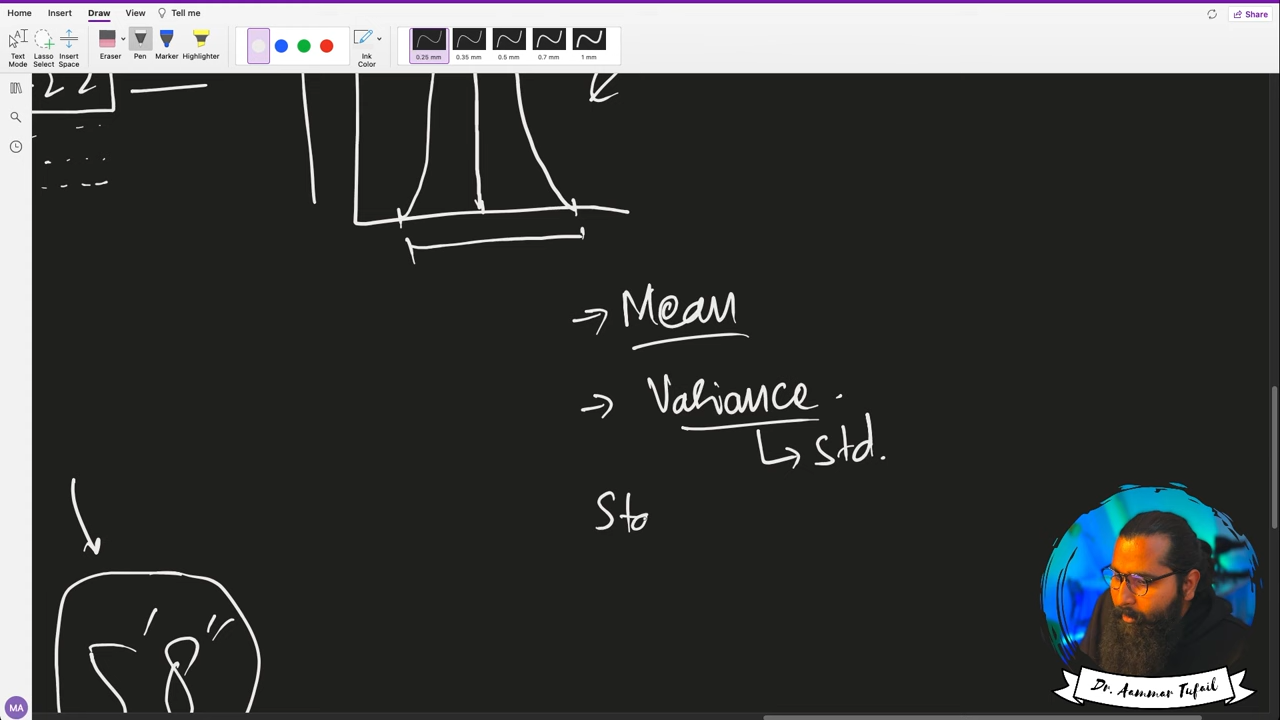 Home Insert Draw View Tell me
Share
Text Mode
Lasso Select
Insert Space
Eraser
Pen
Marker
Highlighter
Ink Color
0.25 mm
0.35 mm
0.5 mm
0.7 mm
1 mm
22
→ Mean
→ Variance .
↳ Std.
Sto
5'8"
MA
Dr. Aammar Tufail